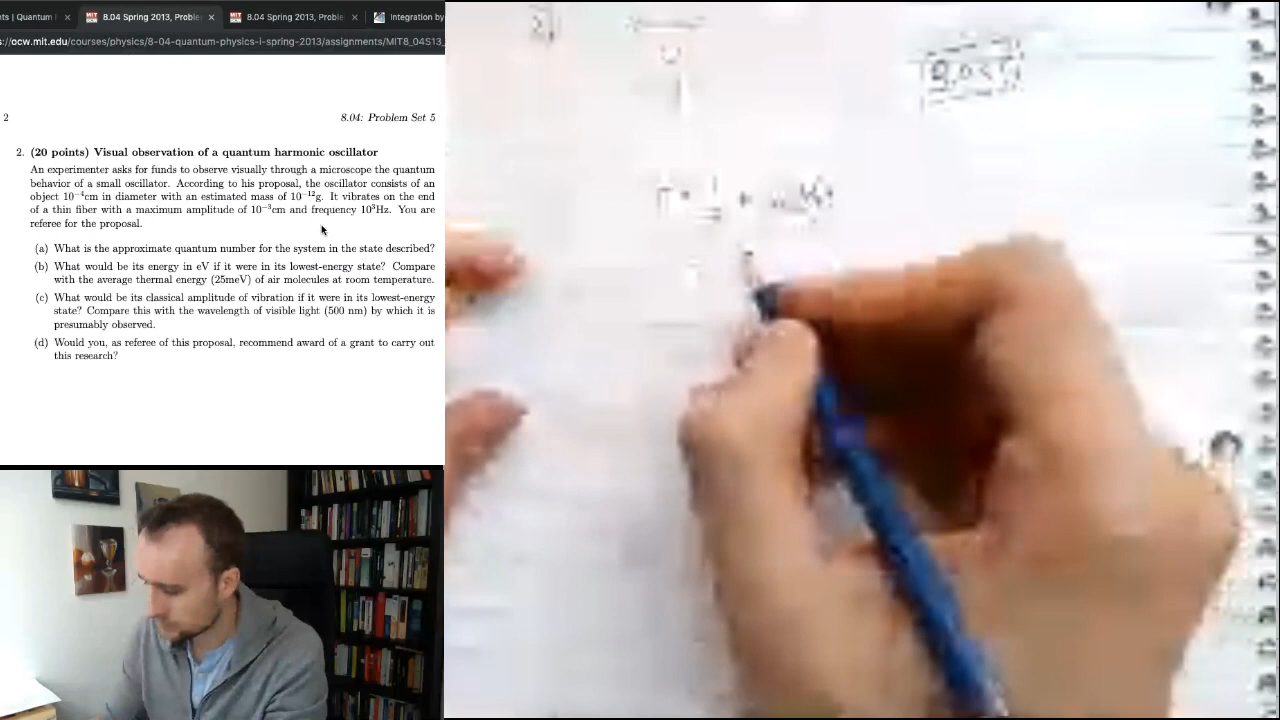 ts | Quantum
8.04 Spring 2013, Proble
8.04 Spring 2013, Proble
Integration by
://ocw.mit.edu/courses/physics/8-04-quantum-physics-i-spring-2013/assignments/MIT8_04S13_
2 8.04: Problem Set 5
2. (20 points) Visual observation of a quantum harmonic oscillator
An experimenter asks for funds to observe visually through a microscope the quantum
behavior of a small oscillator. According to his proposal, the oscillator consists of an
object 10⁻⁴cm in diameter with an estimated mass of 10⁻¹²g. It vibrates on the end
of a thin fiber with a maximum amplitude of 10⁻³cm and frequency 10³Hz. You are
referee for the proposal.
(a) What is the approximate quantum number for the system in the state described?
(b) What would be its energy in eV if it were in its lowest-energy state? Compare
with the average thermal energy (25meV) of air molecules at room temperature.
(c) What would be its classical amplitude of vibration if it were in its lowest-energy
state? Compare this with the wavelength of visible light (500 nm) by which it is
presumably observed.
(d) Would you, as referee of this proposal, recommend award of a grant to carry out
this research?